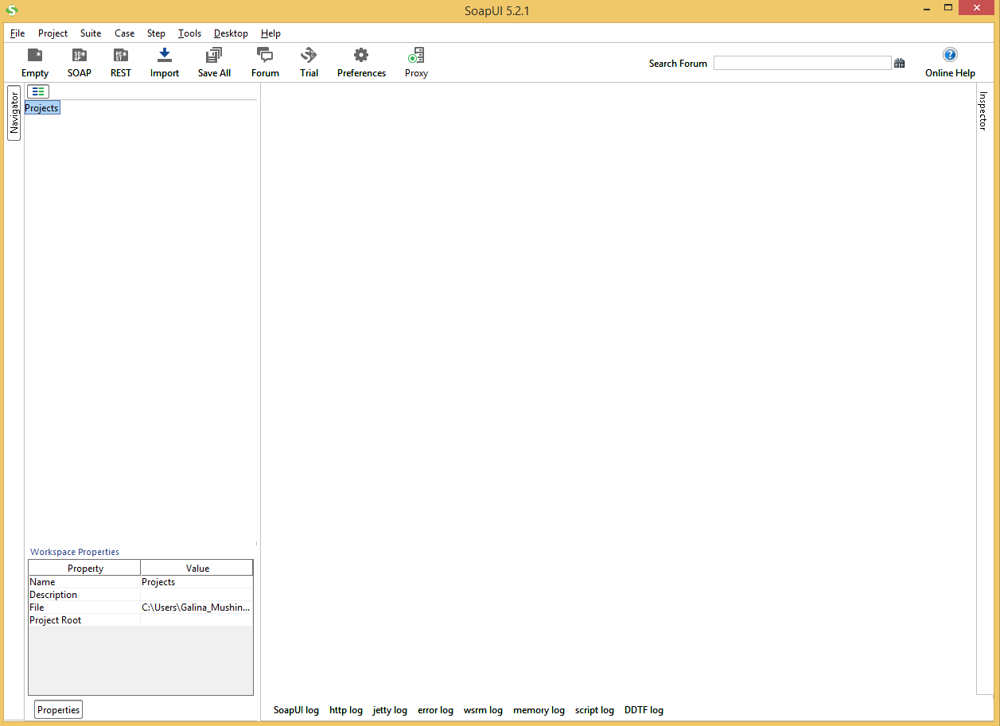 SoapUI 5.2.1
File Project Suite Case Step Tools Desktop Help
Empty SOAP REST Import Save All Forum Trial Preferences Proxy Search Forum Online Help
Navigator
Projects
Inspector
Workspace Properties
Property Value
Name Projects
Description
File C:\Users\Galina_Mushin...
Project Root
Properties
SoapUI log http log jetty log error log wsrm log memory log script log DDTF log